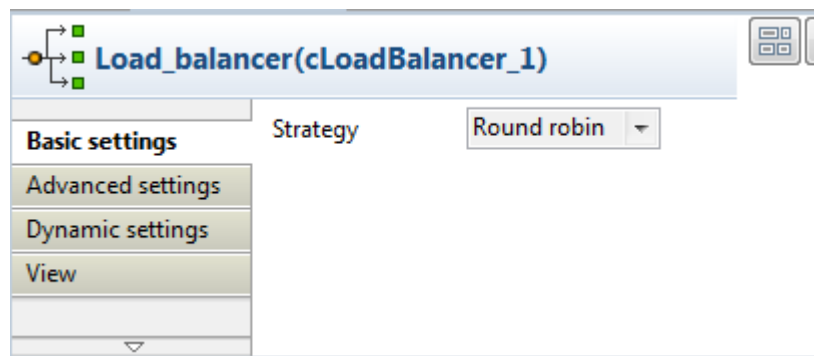 Load_balancer(cLoadBalancer_1)
Basic settings
Strategy
Round robin
Advanced settings
Dynamic settings
View